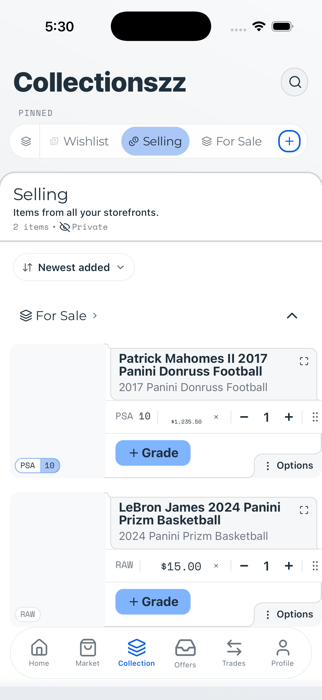 5:30
Collectionszz
PINNED
Wishlist
Selling
For Sale
Selling
Items from all your storefronts.
2 items • Private
Newest added
For Sale
Patrick Mahomes II 2017
Panini Donruss Football
2017 Panini Donruss Football
PSA 10
$1,235.50
×
− 1 +
+ Grade
PSA 10
Options
LeBron James 2024 Panini
Prizm Basketball
2024 Panini Prizm Basketball
RAW
$15.00
×
− 1 +
+ Grade
RAW
Options
Home
Market
Collection
Offers
Trades
Profile